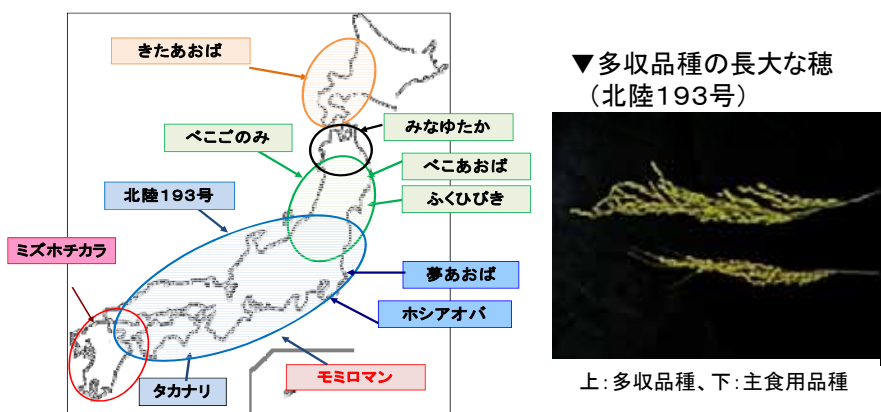 きたあおば
みなゆたか
べこごのみ
べこあおば
ふくひびき
北陸193号
ミズホチカラ
夢あおば
ホシアオバ
モミロマン
タカナリ
▼多収品種の長大な穂
（北陸１９３号）
上：多収品種、下：主食用品種